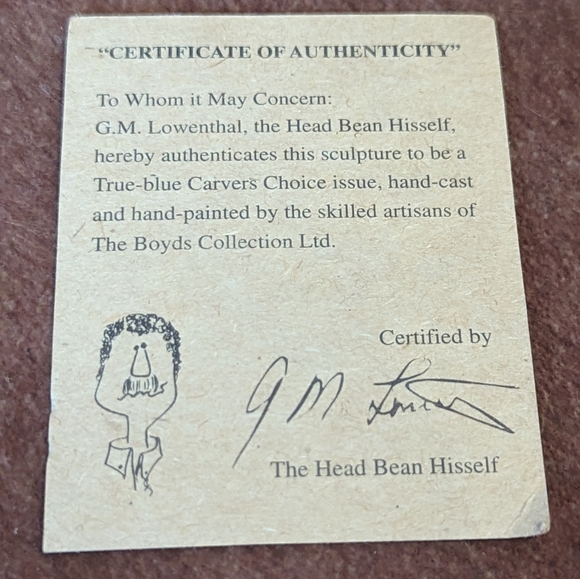 “CERTIFICATE OF AUTHENTICITY”
To Whom it May Concern:
G.M. Lowenthal, the Head Bean Hisself,
hereby authenticates this sculpture to be a
True-blue Carvers Choice issue, hand-cast
and hand-painted by the skilled artisans of
The Boyds Collection Ltd.
Certified by
G M
The Head Bean Hisself